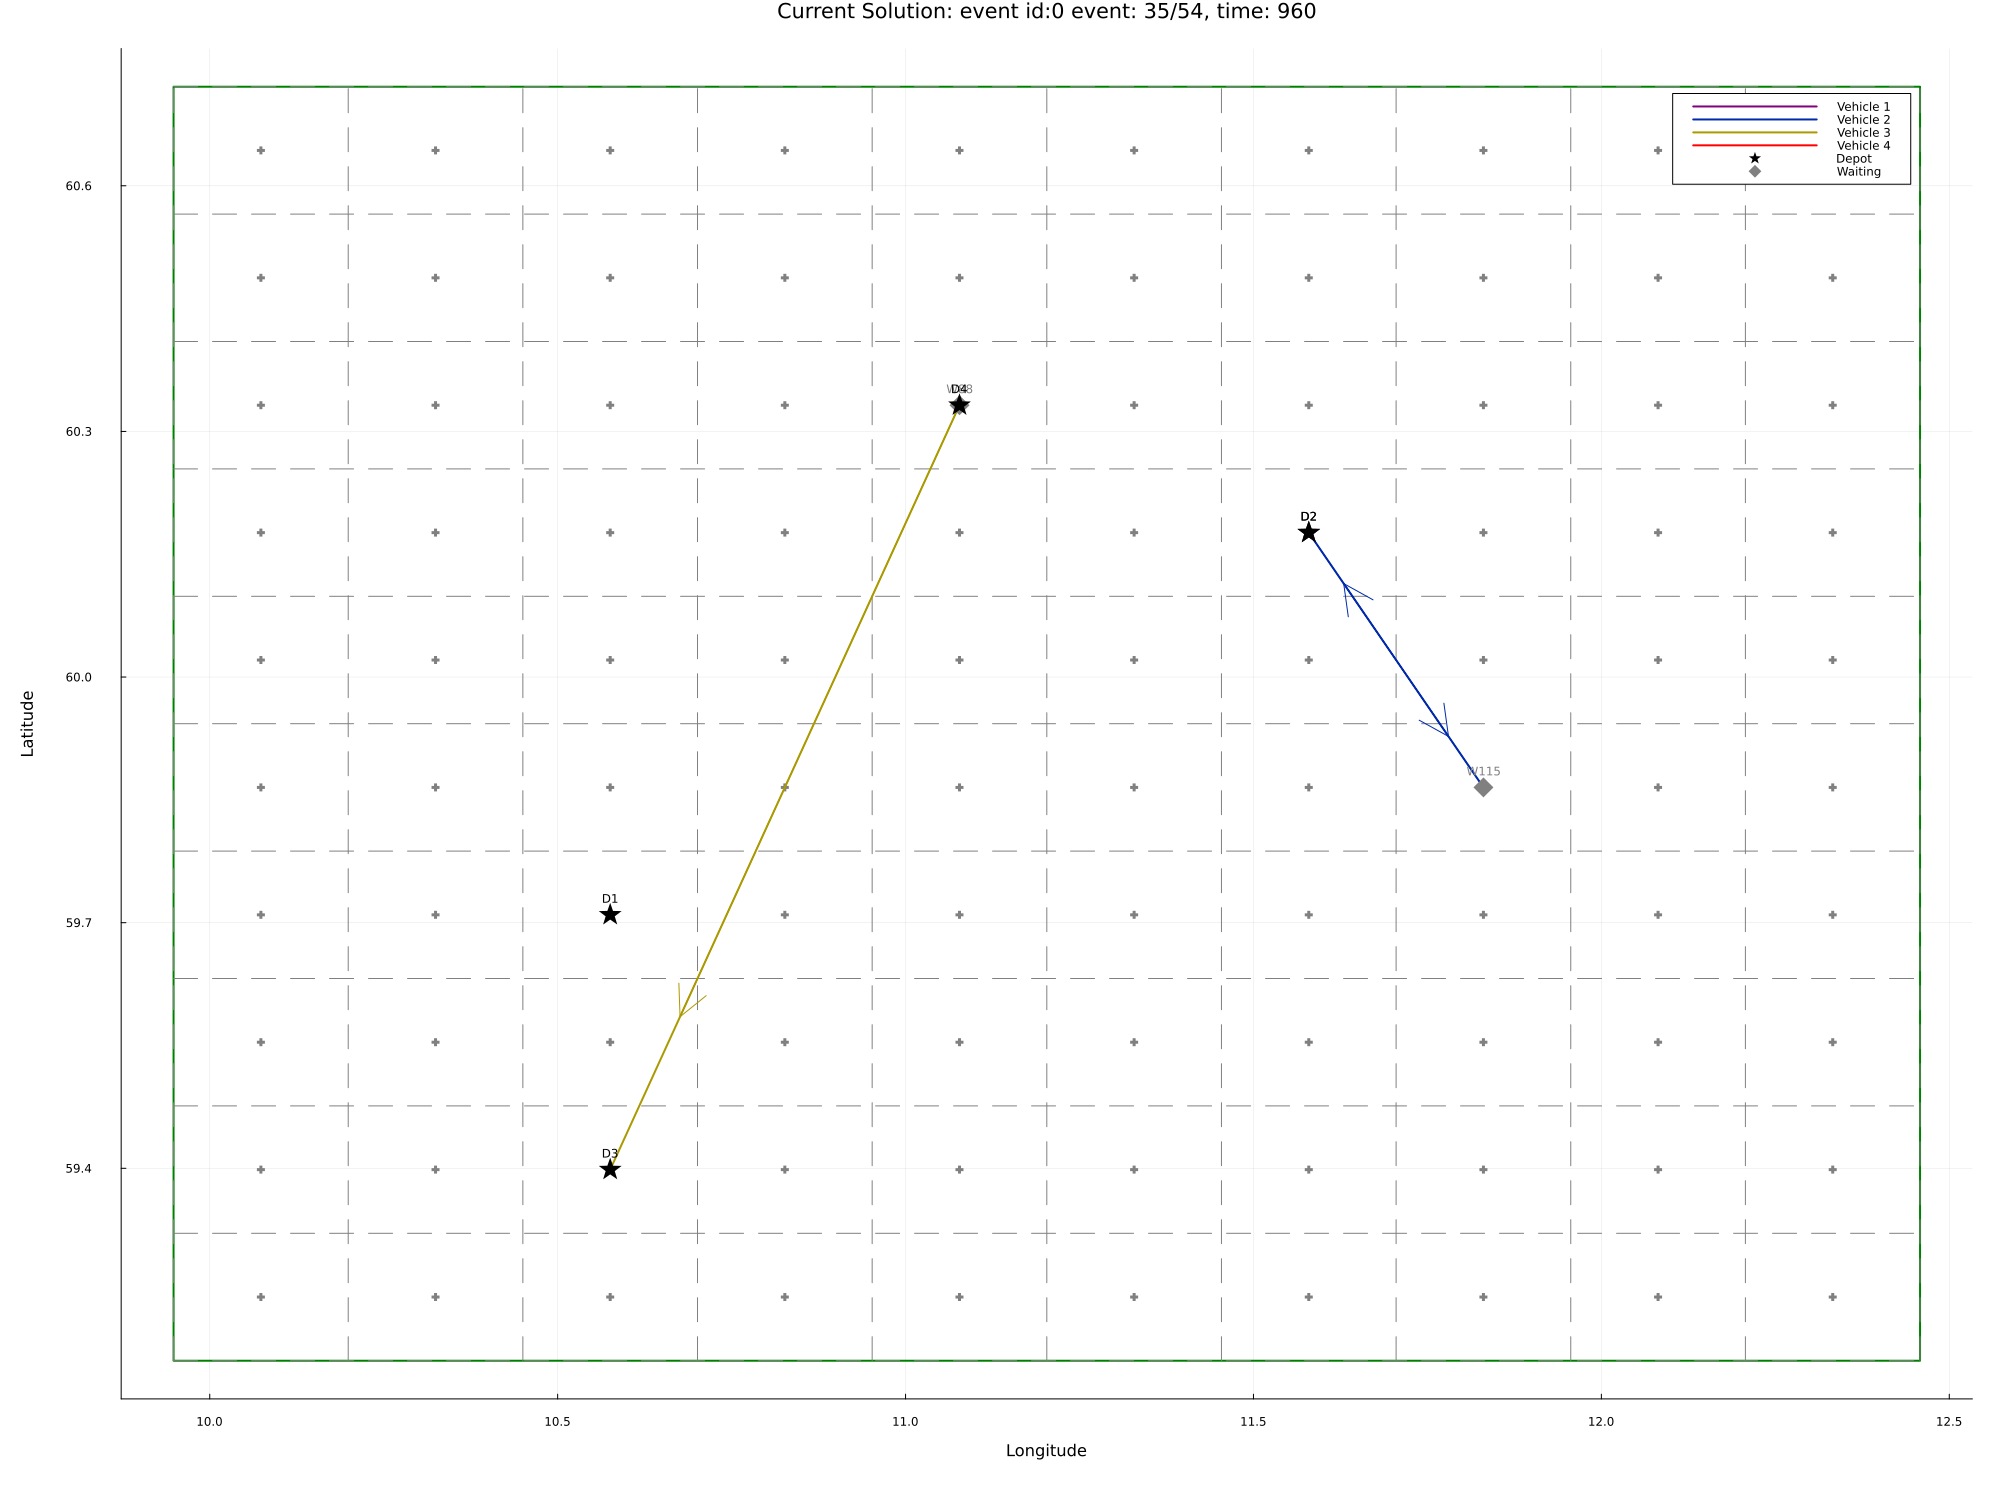 Current Solution: event id:0 event: 35/54, time: 960
Vehicle 1
Vehicle 2
Vehicle 3
Vehicle 4
Depot
Waiting
60.6
60.3
60.0
59.7
59.4
Latitude
D4
D2
W115
D1
D3
10.0
10.5
11.0
11.5
12.0
12.5
Longitude